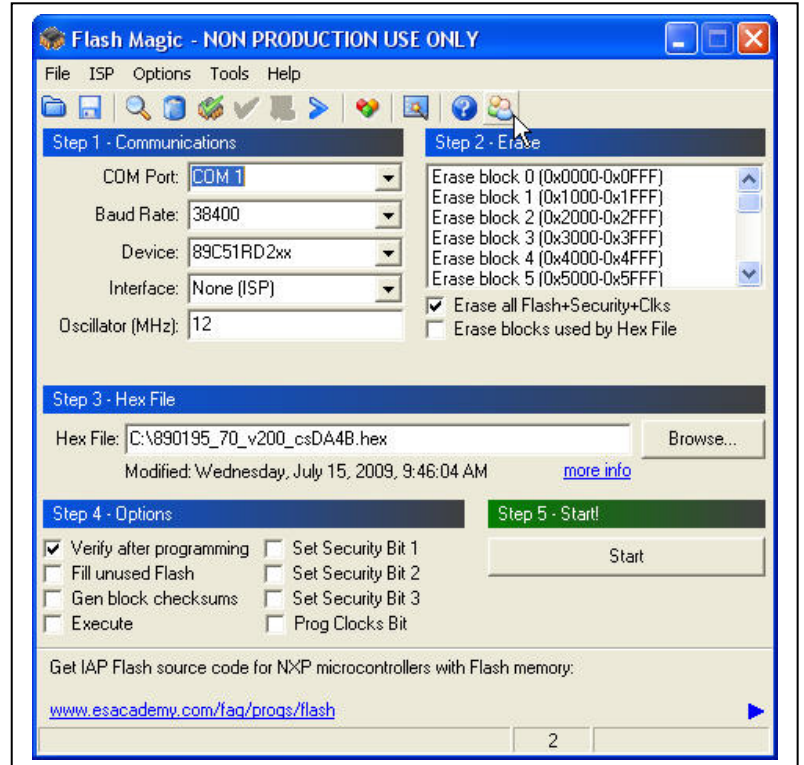 Flash Magic - NON PRODUCTION USE ONLY
File ISP Options Tools Help
Step 1 - Communications
COM Port: COM 1
Baud Rate: 38400
Device: 89C51RD2xx
Interface: None (ISP)
Oscillator (MHz): 12
Step 2 - Erase
Erase block 0 (0x0000-0x0FFF)
Erase block 1 (0x1000-0x1FFF)
Erase block 2 (0x2000-0x2FFF)
Erase block 3 (0x3000-0x3FFF)
Erase block 4 (0x4000-0x4FFF)
Erase block 5 (0x5000-0x5FFF)
Erase all Flash+Security+Clks
Erase blocks used by Hex File
Step 3 - Hex File
Hex File: C:\890195_70_v200_csDA4B.hex Browse...
Modified: Wednesday, July 15, 2009, 9:46:04 AM more info
Step 4 - Options
Verify after programming Set Security Bit 1
Fill unused Flash Set Security Bit 2
Gen block checksums Set Security Bit 3
Execute Prog Clocks Bit
Step 5 - Start!
Start
Get IAP Flash source code for NXP microcontrollers with Flash memory:
www.esacademy.com/faq/progs/flash
2